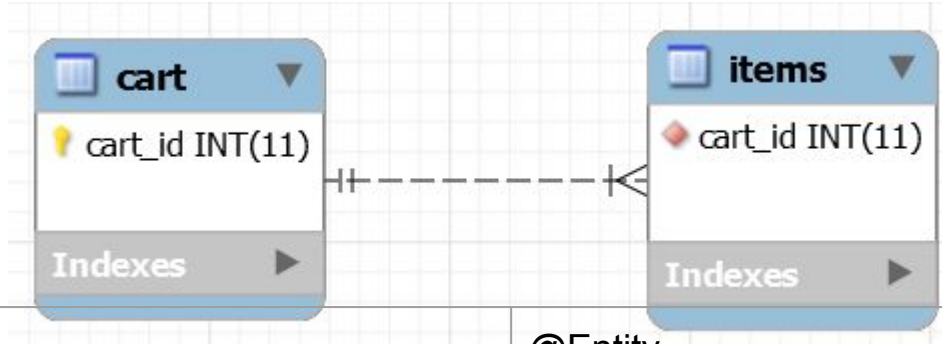 cart
cart_id INT(11)
Indexes
items
cart_id INT(11)
Indexes
@Entity